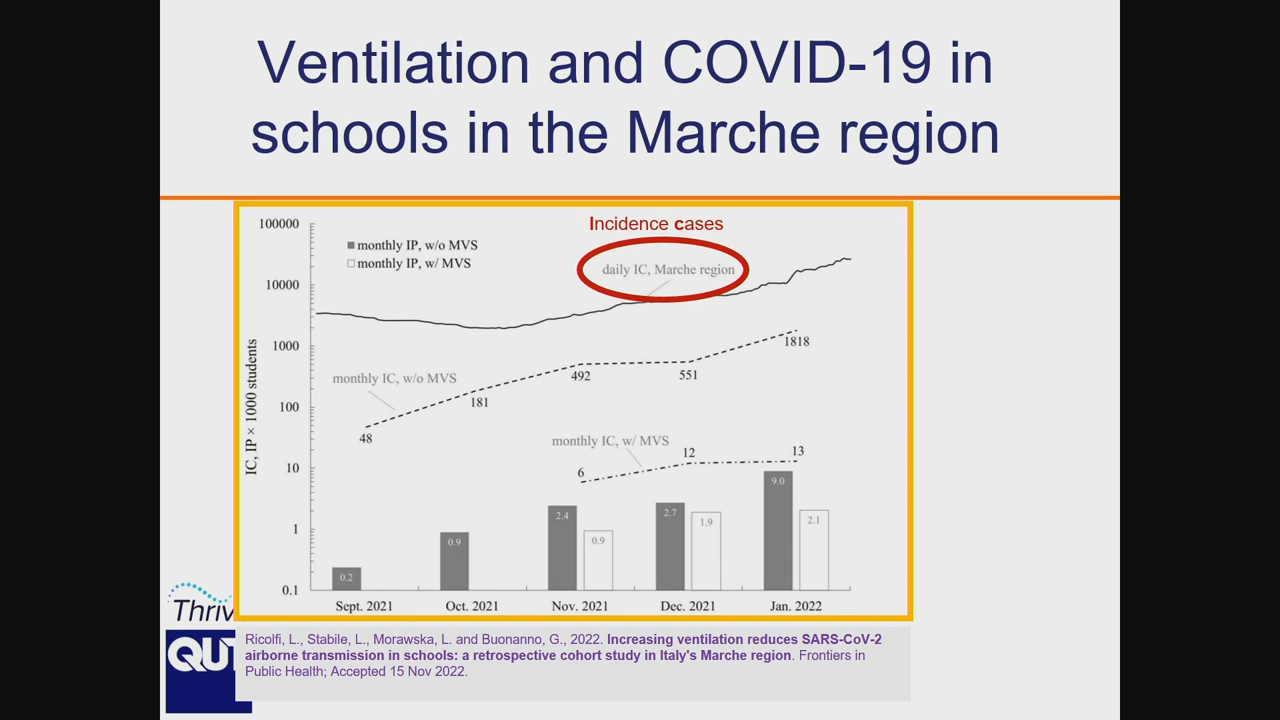 Ventilation and COVID-19 in
schools in the Marche region
Incidence cases
100000
10000
1000
100
10
1
0.1
IC, IP × 1000 students
monthly IP, w/o MVS
monthly IP, w/ MVS
daily IC, Marche region
monthly IC, w/o MVS
48
181
492
551
1818
monthly IC, w/ MVS
6
12
13
0.2
0.9
2.4
0.9
2.7
1.9
9.0
2.1
Sept. 2021
Oct. 2021
Nov. 2021
Dec. 2021
Jan. 2022
Thriv
QUT
Ricolfi, L., Stabile, L., Morawska, L. and Buonanno, G., 2022. Increasing ventilation reduces SARS-CoV-2
airborne transmission in schools: a retrospective cohort study in Italy's Marche region. Frontiers in
Public Health; Accepted 15 Nov 2022.